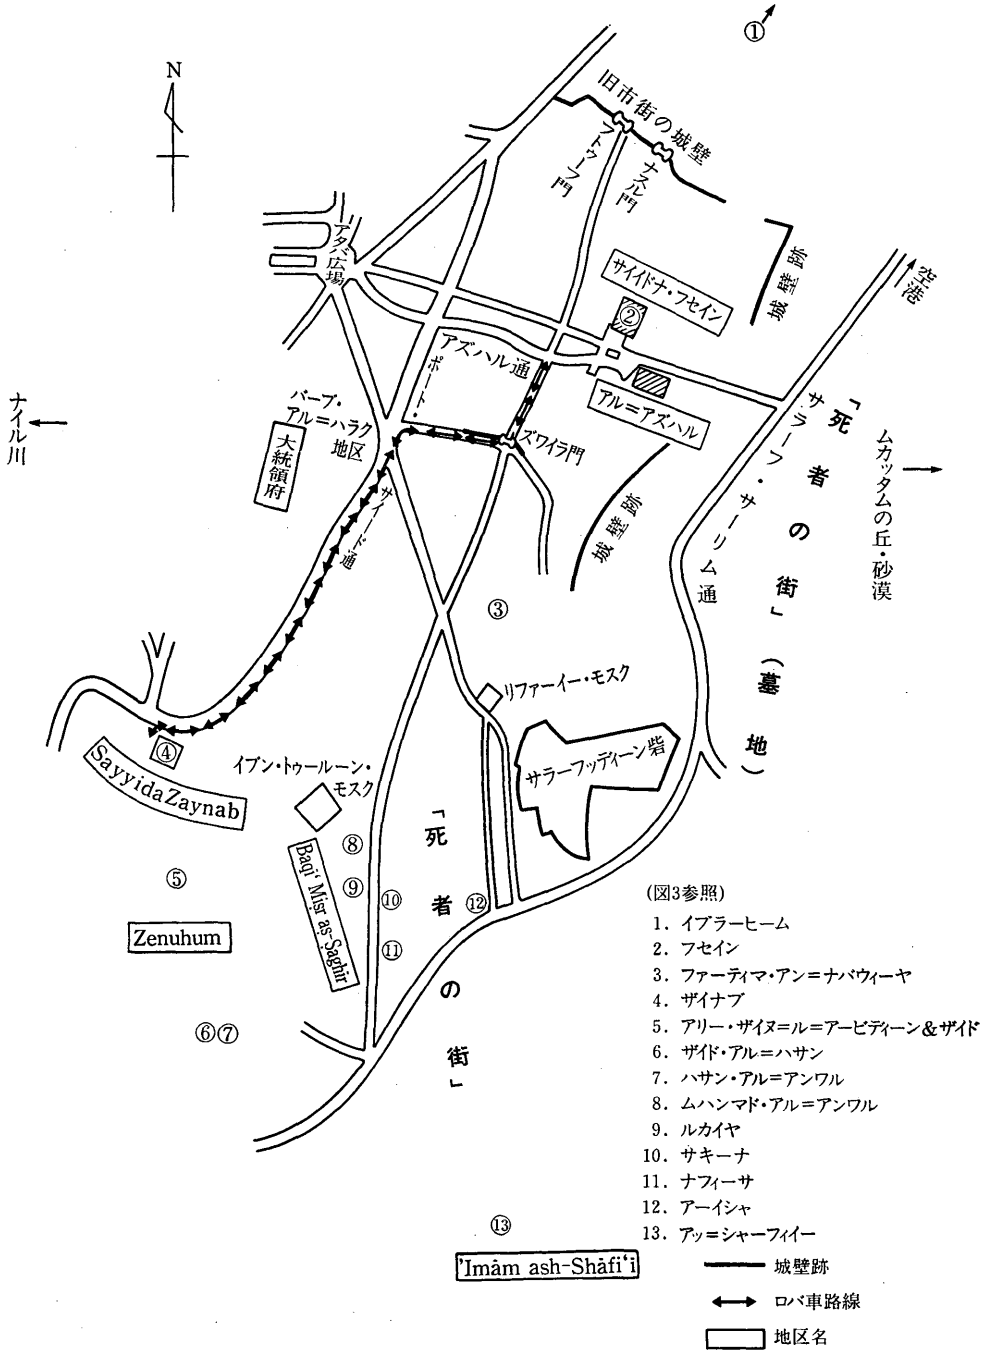 ①
N
旧市街の城壁
フトゥーフ門
ナスル門
アタバ広場
サイイドナ・フセイン
②
城壁跡
空港
アズハル通
ポート・
サイード通
アル＝アズハル
ナイル川
バーブ・
アル＝ハラク
地区
大統領府
ズワイラ門
城壁跡
サラーフ・サーリム通
「死者の街」（墓地）
ムカッタムの丘・砂漠
③
リファーイー・モスク
サラーフッディーン砦
④
Sayyida Zaynab
イブン・トゥールーン・
モスク
⑤
Zenuhum
⑧
⑨
Baqi‘ Miṣr aṣ-Ṣaghir
⑩
⑪
⑫
「死者の街」
⑥⑦
⑬
'Imām ash-Shāfi‘i
(図3参照)
1. イブラーヒーム
2. フセイン
3. ファーティマ・アン＝ナバウィーヤ
4. ザイナブ
5. アリー・ザイヌ＝ル＝アービディーン&ザイド
6. ザイド・アル＝ハサン
7. ハサン・アル＝アンワル
8. ムハンマド・アル＝アンワル
9. ルカイヤ
10. サキーナ
11. ナフィーサ
12. アーイシャ
13. アッ＝シャーフィイー
城壁跡
ロバ車路線
地区名